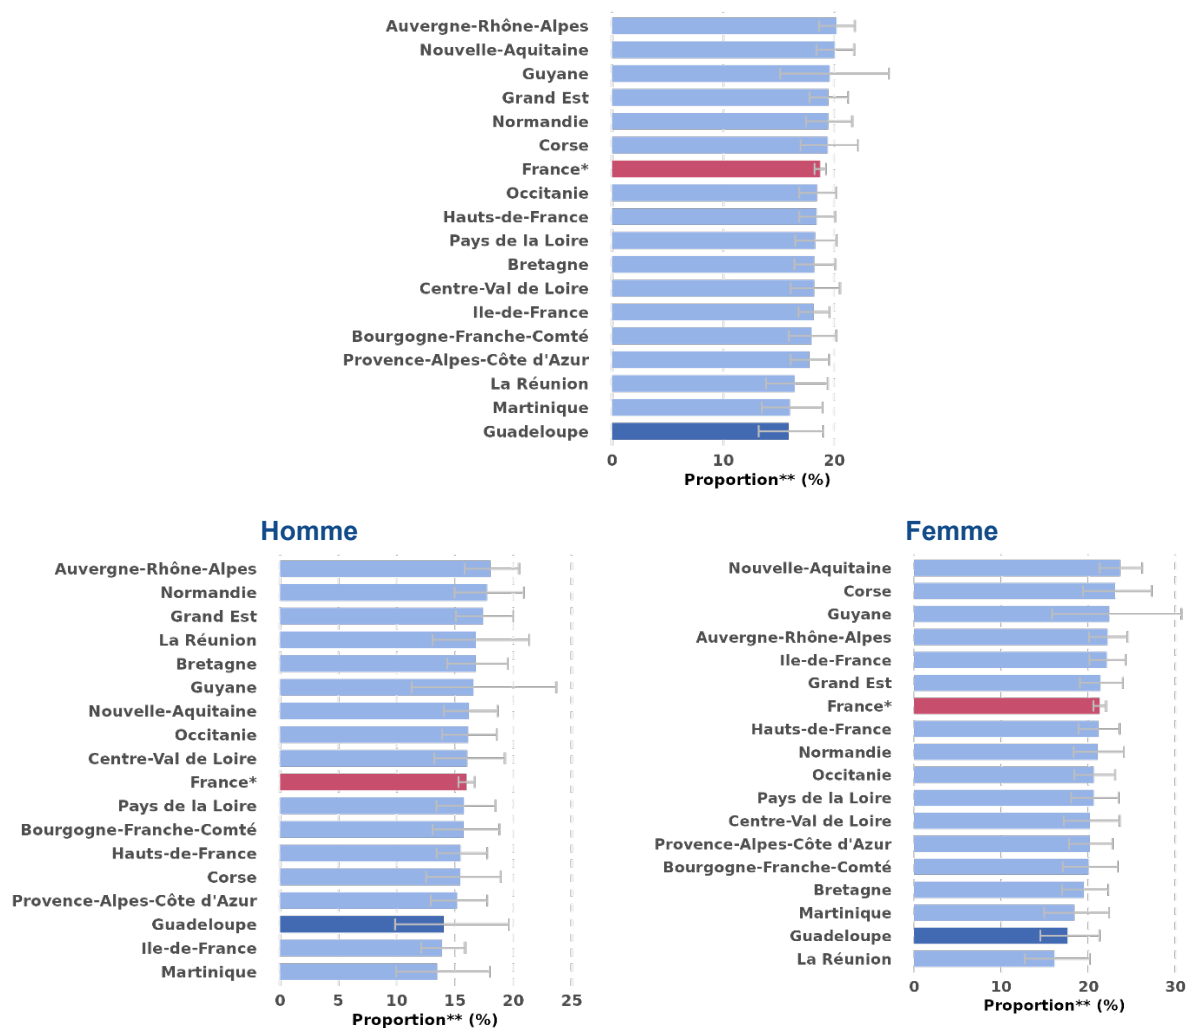 Auvergne-Rhône-Alpes
Nouvelle-Aquitaine
Guyane
Grand Est
Normandie
Corse
France*
Occitanie
Hauts-de-France
Pays de la Loire
Bretagne
Centre-Val de Loire
Ile-de-France
Bourgogne-Franche-Comté
Provence-Alpes-Côte d'Azur
La Réunion
Martinique
Guadeloupe
0 10 20
Proportion** (%)
Homme
Auvergne-Rhône-Alpes
Normandie
Grand Est
La Réunion
Bretagne
Guyane
Nouvelle-Aquitaine
Occitanie
Centre-Val de Loire
France*
Pays de la Loire
Bourgogne-Franche-Comté
Hauts-de-France
Corse
Provence-Alpes-Côte d'Azur
Guadeloupe
Ile-de-France
Martinique
0 5 10 15 20 25
Proportion** (%)
Femme
Nouvelle-Aquitaine
Corse
Guyane
Auvergne-Rhône-Alpes
Ile-de-France
Grand Est
France*
Hauts-de-France
Normandie
Occitanie
Pays de la Loire
Centre-Val de Loire
Provence-Alpes-Côte d'Azur
Bourgogne-Franche-Comté
Bretagne
Martinique
Guadeloupe
La Réunion
0 10 20 30
Proportion** (%)